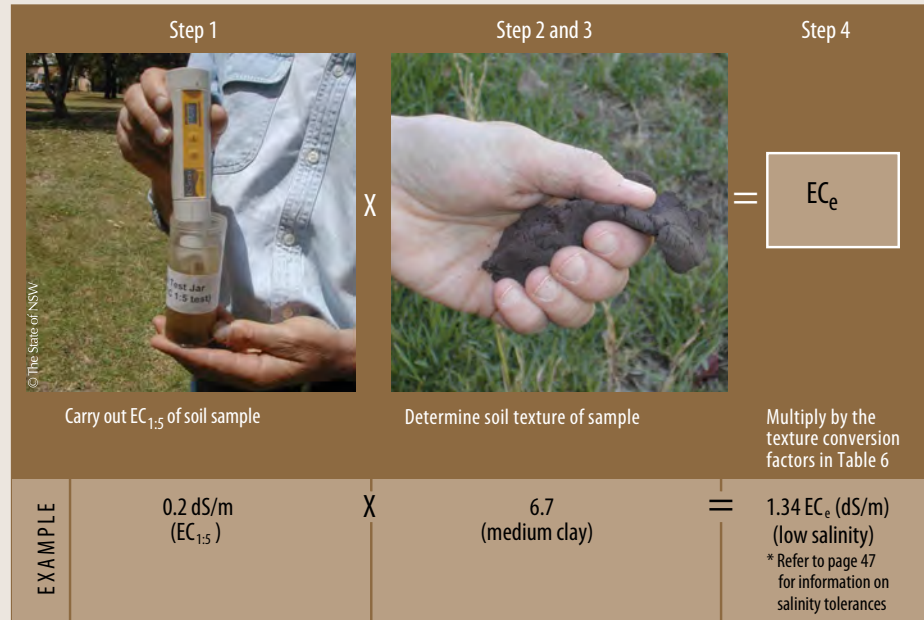 Step 1
Step 2 and 3
Step 4
© The State of NSW
Test Jar
C 1:5 test)
X
=
ECe
Carry out EC1:5 of soil sample
Determine soil texture of sample
Multiply by the
texture conversion
factors in Table 6
EXAMPLE
0.2 dS/m
(EC1:5 )
X
6.7
(medium clay)
=
1.34 ECe (dS/m)
(low salinity)
* Refer to page 47
for information on
salinity tolerances